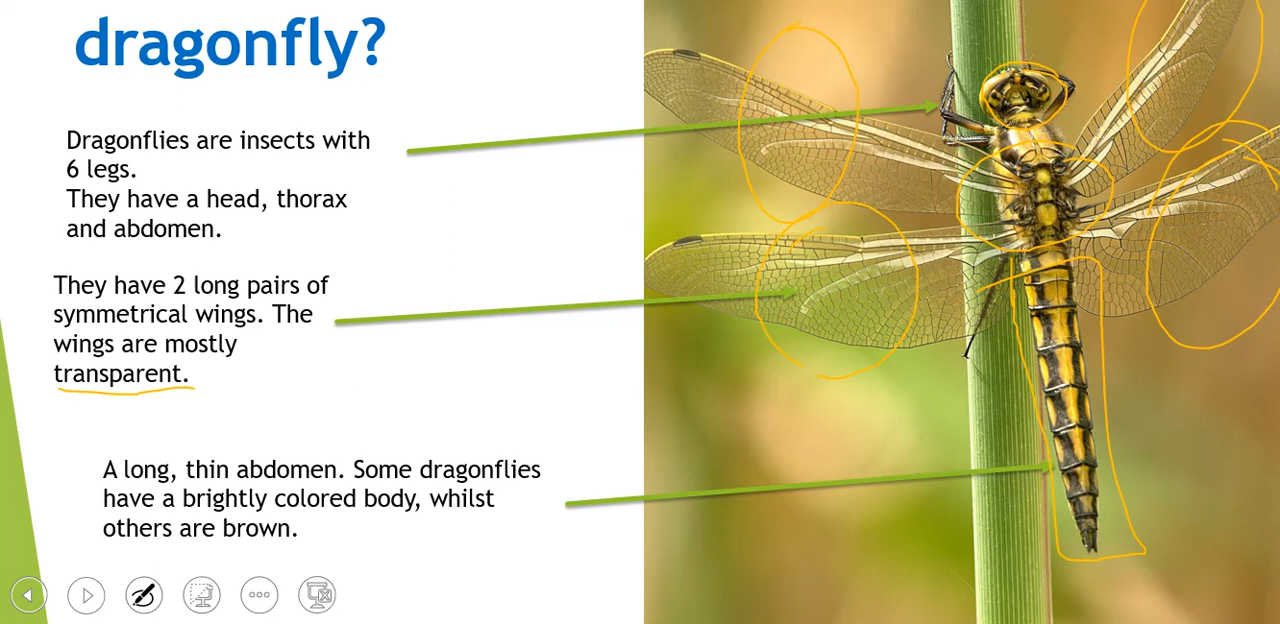 dragonfly?
Dragonflies are insects with
6 legs.
They have a head, thorax
and abdomen.
They have 2 long pairs of
symmetrical wings. The
wings are mostly
transparent.
A long, thin abdomen. Some dragonflies
have a brightly colored body, whilst
others are brown.